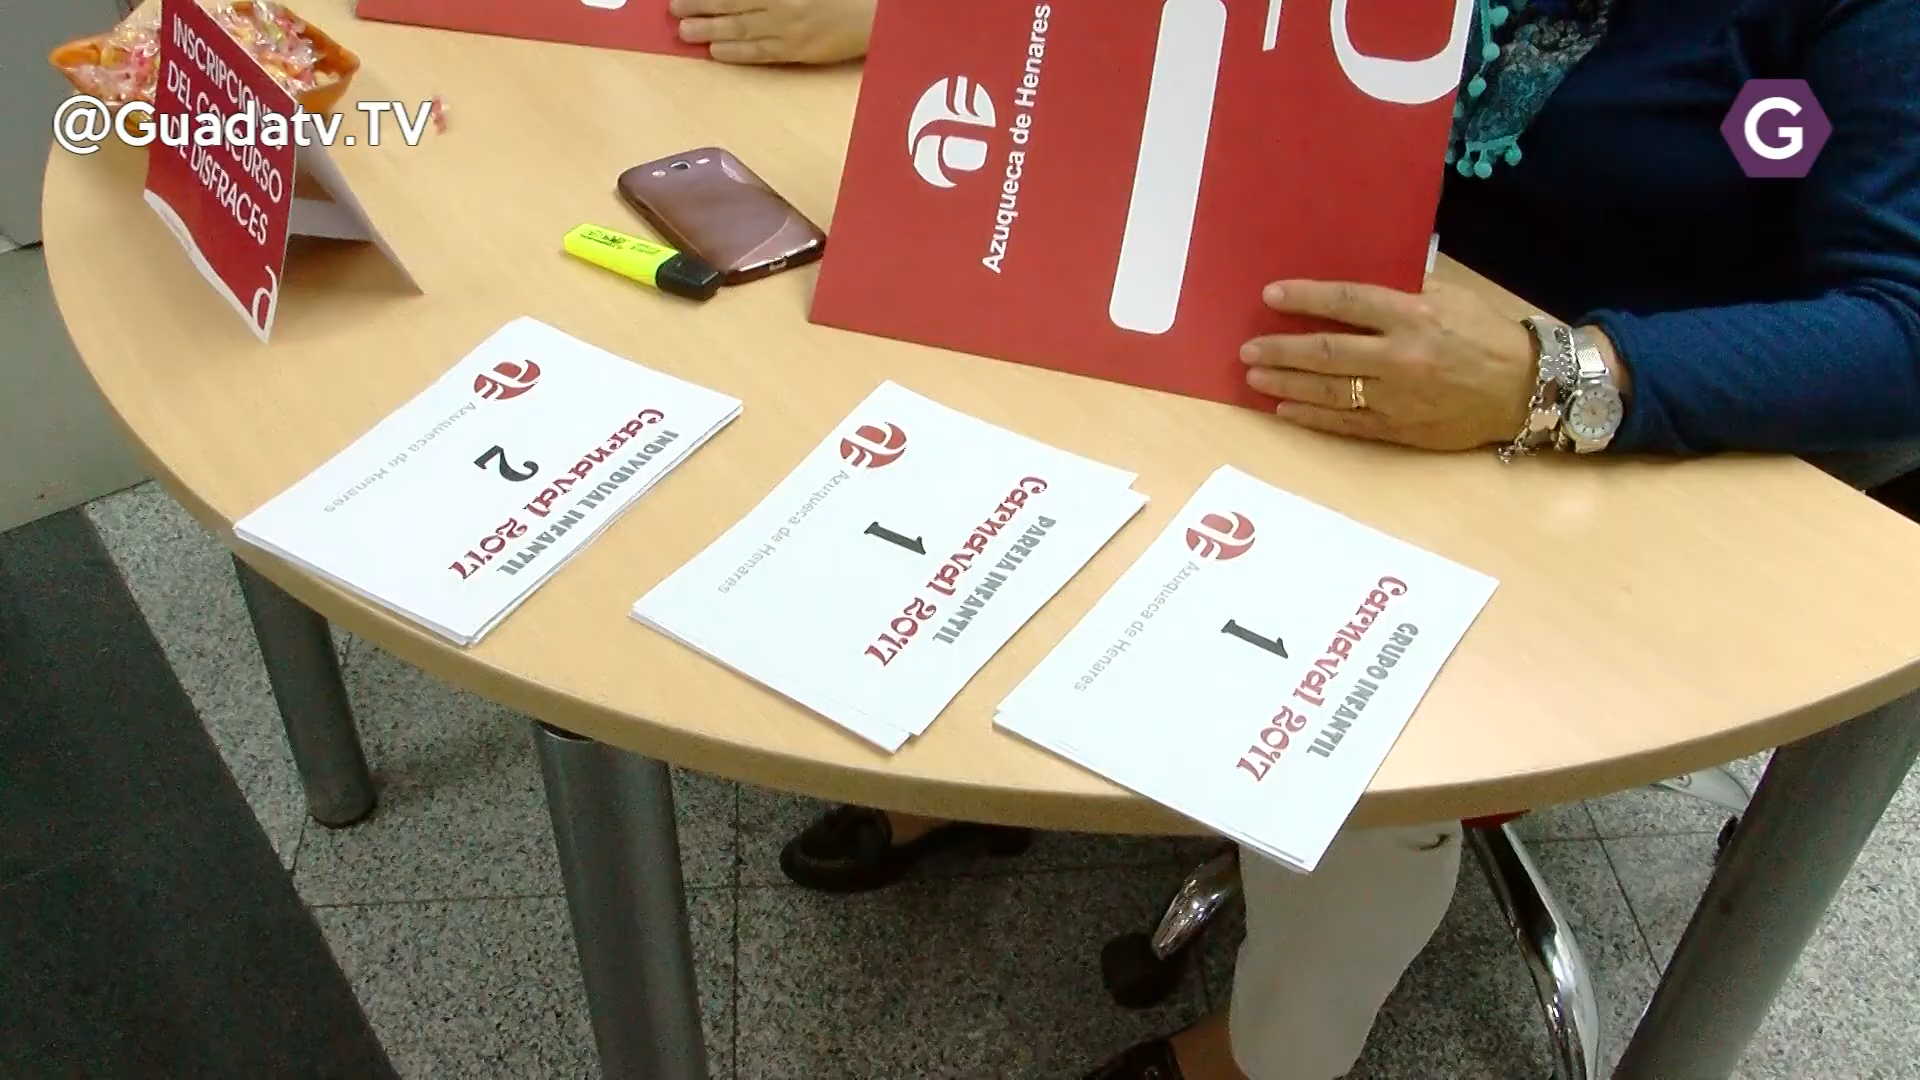 @Guadatv.TV
G
INSCRIPCIONES
DEL CONCURSO
DE DISFRACES
Azuqueca de Henares
Azuqueca de Henares
2
Carnaval 2017
INDIVIDUAL INFANTIL
Azuqueca de Henares
1
Carnaval 2017
PAREJA INFANTIL
Azuqueca de Henares
1
Carnaval 2017
GRUPO INFANTIL